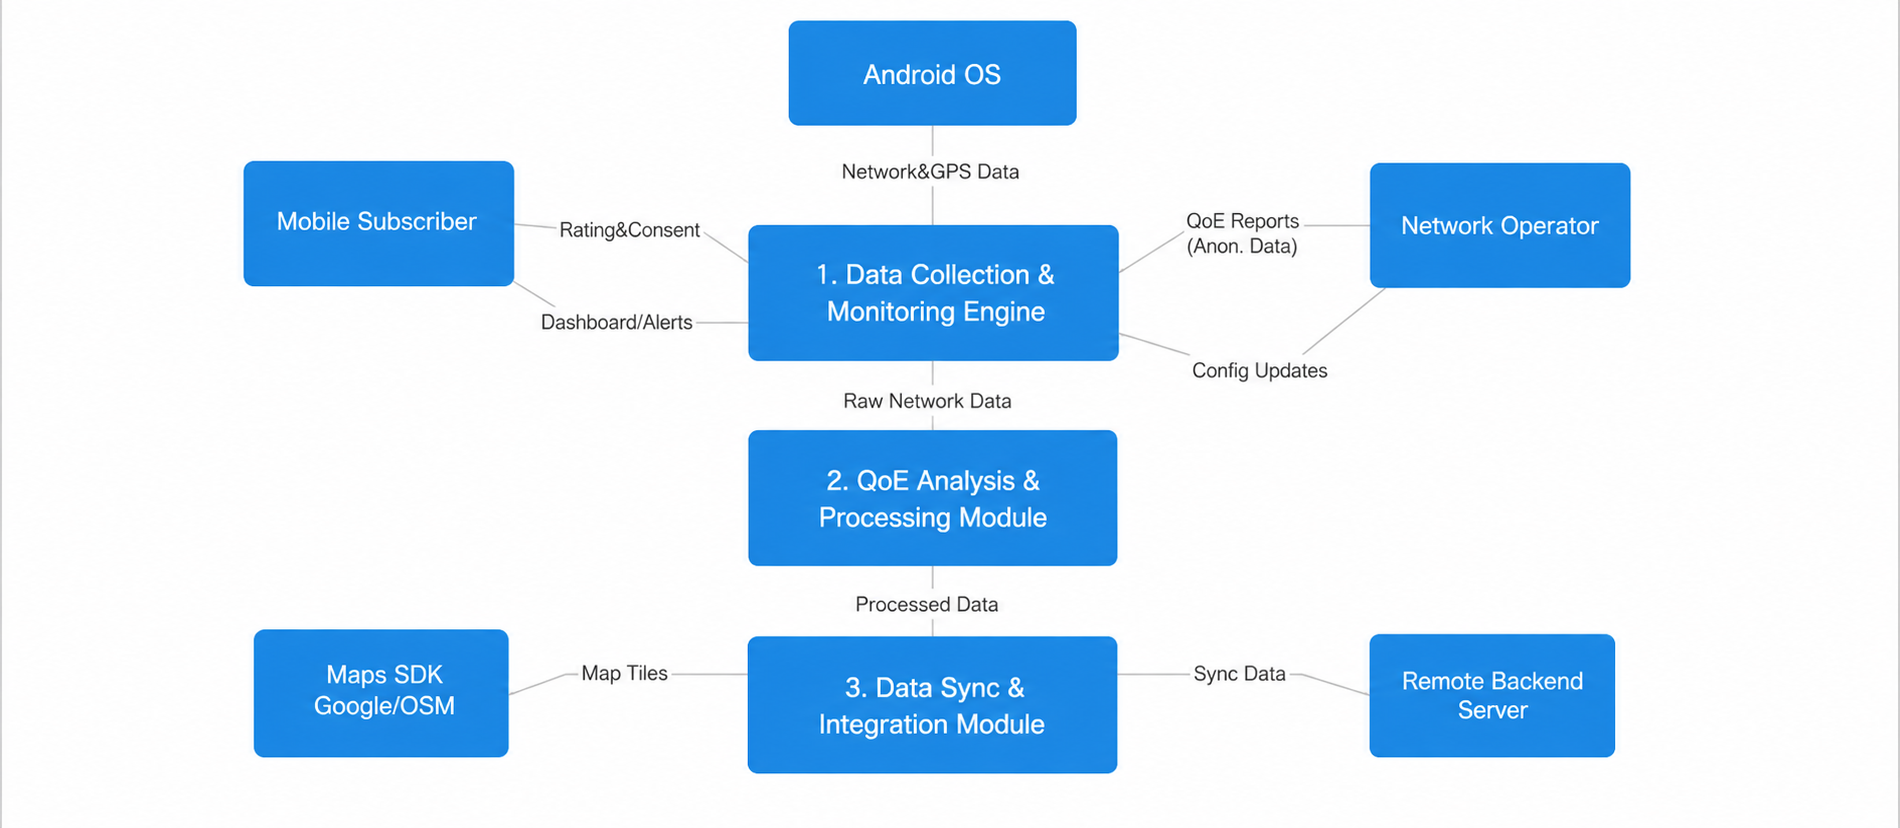 Android OS
Network&GPS Data
Mobile Subscriber
Rating&Consent
Dashboard/Alerts
1. Data Collection &
Monitoring Engine
QoE Reports
(Anon. Data)
Network Operator
Config Updates
Raw Network Data
2. QoE Analysis &
Processing Module
Processed Data
Maps SDK
Google/OSM
Map Tiles
3. Data Sync &
Integration Module
Sync Data
Remote Backend
Server